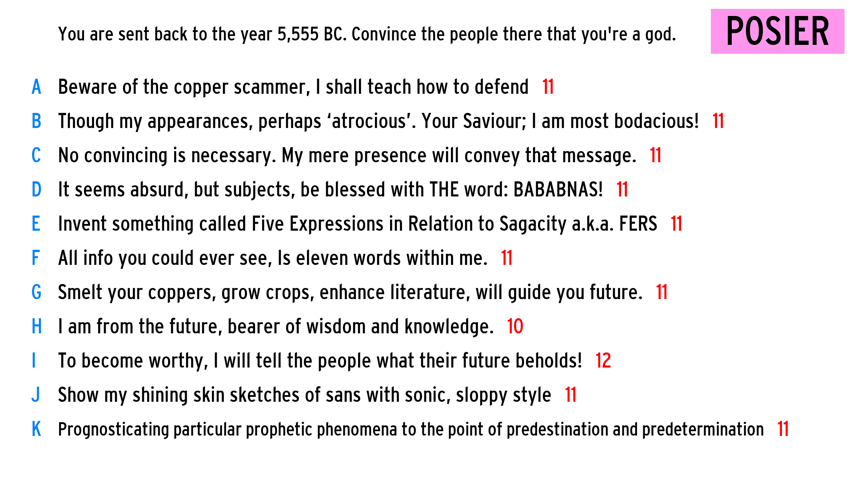 You are sent back to the year 5,555 BC. Convince the people there that you're a god.
POSIER
A Beware of the copper scammer, I shall teach how to defend 11
B Though my appearances, perhaps ‘atrocious’. Your Saviour; I am most bodacious! 11
C No convincing is necessary. My mere presence will convey that message. 11
D It seems absurd, but subjects, be blessed with THE word: BABABNAS! 11
E Invent something called Five Expressions in Relation to Sagacity a.k.a. FERS 11
F All info you could ever see, Is eleven words within me. 11
G Smelt your coppers, grow crops, enhance literature, will guide you future. 11
H I am from the future, bearer of wisdom and knowledge. 10
I To become worthy, I will tell the people what their future beholds! 12
J Show my shining skin sketches of sans with sonic, sloppy style 11
K Prognosticating particular prophetic phenomena to the point of predestination and predetermination 11